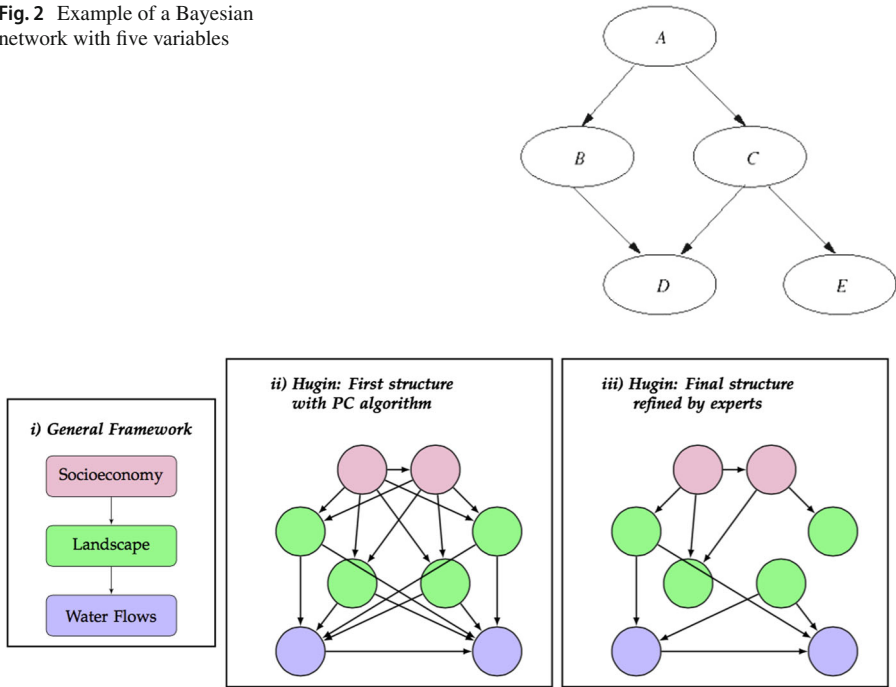 Fig. 2 Example of a Bayesian
network with five variables
A
B
C
D
E
i) General Framework
Socioeconomy
Landscape
Water Flows
ii) Hugin: First structure
with PC algorithm
iii) Hugin: Final structure
refined by experts